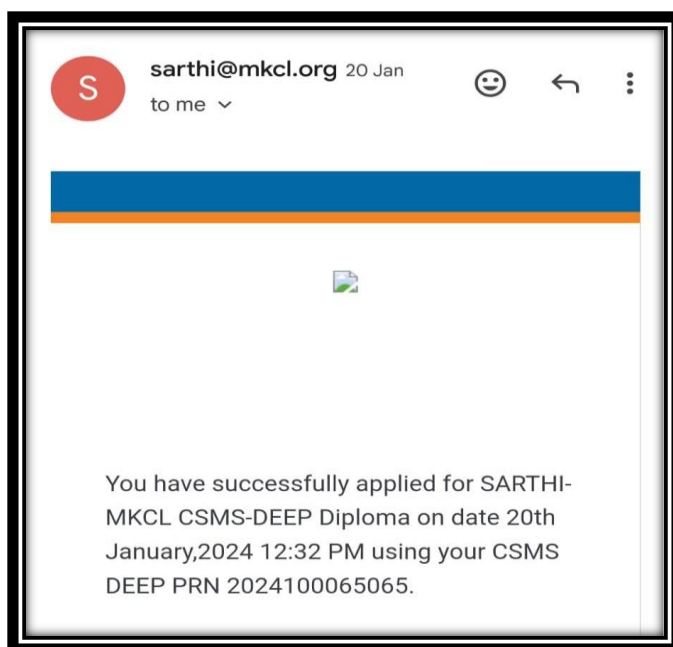 S
sarthi@mkcl.org 20 Jan
to me
You have successfully applied for SARTHI-
MKCL CSMS-DEEP Diploma on date 20th
January,2024 12:32 PM using your CSMS
DEEP PRN 2024100065065.